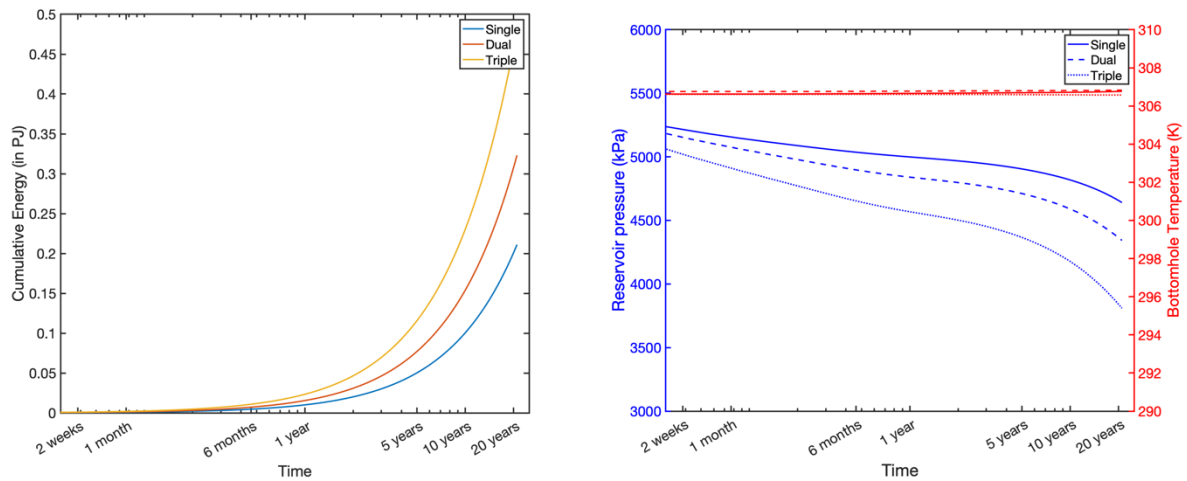 0.5
0.45
0.4
0.35
0.3
0.25
0.2
0.15
0.1
0.05
0
Cumulative Energy (in PJ)
Single
Dual
Triple
2 weeks
1 month
6 months
1 year
5 years
10 years
20 years
Time
6000
5500
5000
4500
4000
3500
3000
Reservoir pressure (kPa)
Single
Dual
Triple
310
308
306
304
302
300
298
296
294
292
290
Bottomhole Temperature (K)
2 weeks
1 month
6 months
1 year
5 years
10 years
20 years
Time